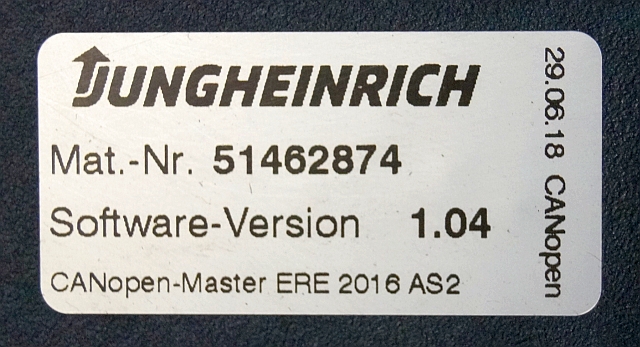 JUNGHEINRICH
Mat.-Nr. 51462874
Software-Version 1.04
CANopen-Master ERE 2016 AS2
29.06.18 CANopen